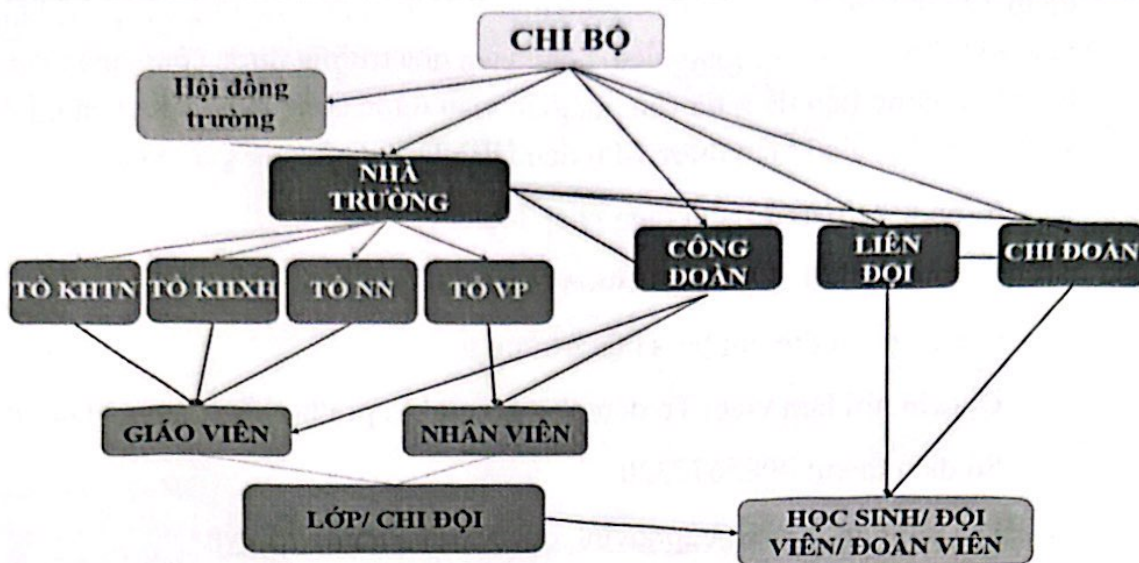 CHI BỘ
Hội đồng
trường
NHÀ
TRƯỜNG
CÔNG
ĐOÀN
LIÊN
ĐỘI
CHI ĐOÀN
TỔ KHTN
TỔ KHXH
TỔ NN
TỔ VP
GIÁO VIÊN
NHÂN VIÊN
LỚP/ CHI ĐỘI
HỌC SINH/ ĐỘI
VIÊN/ ĐOÀN VIÊN